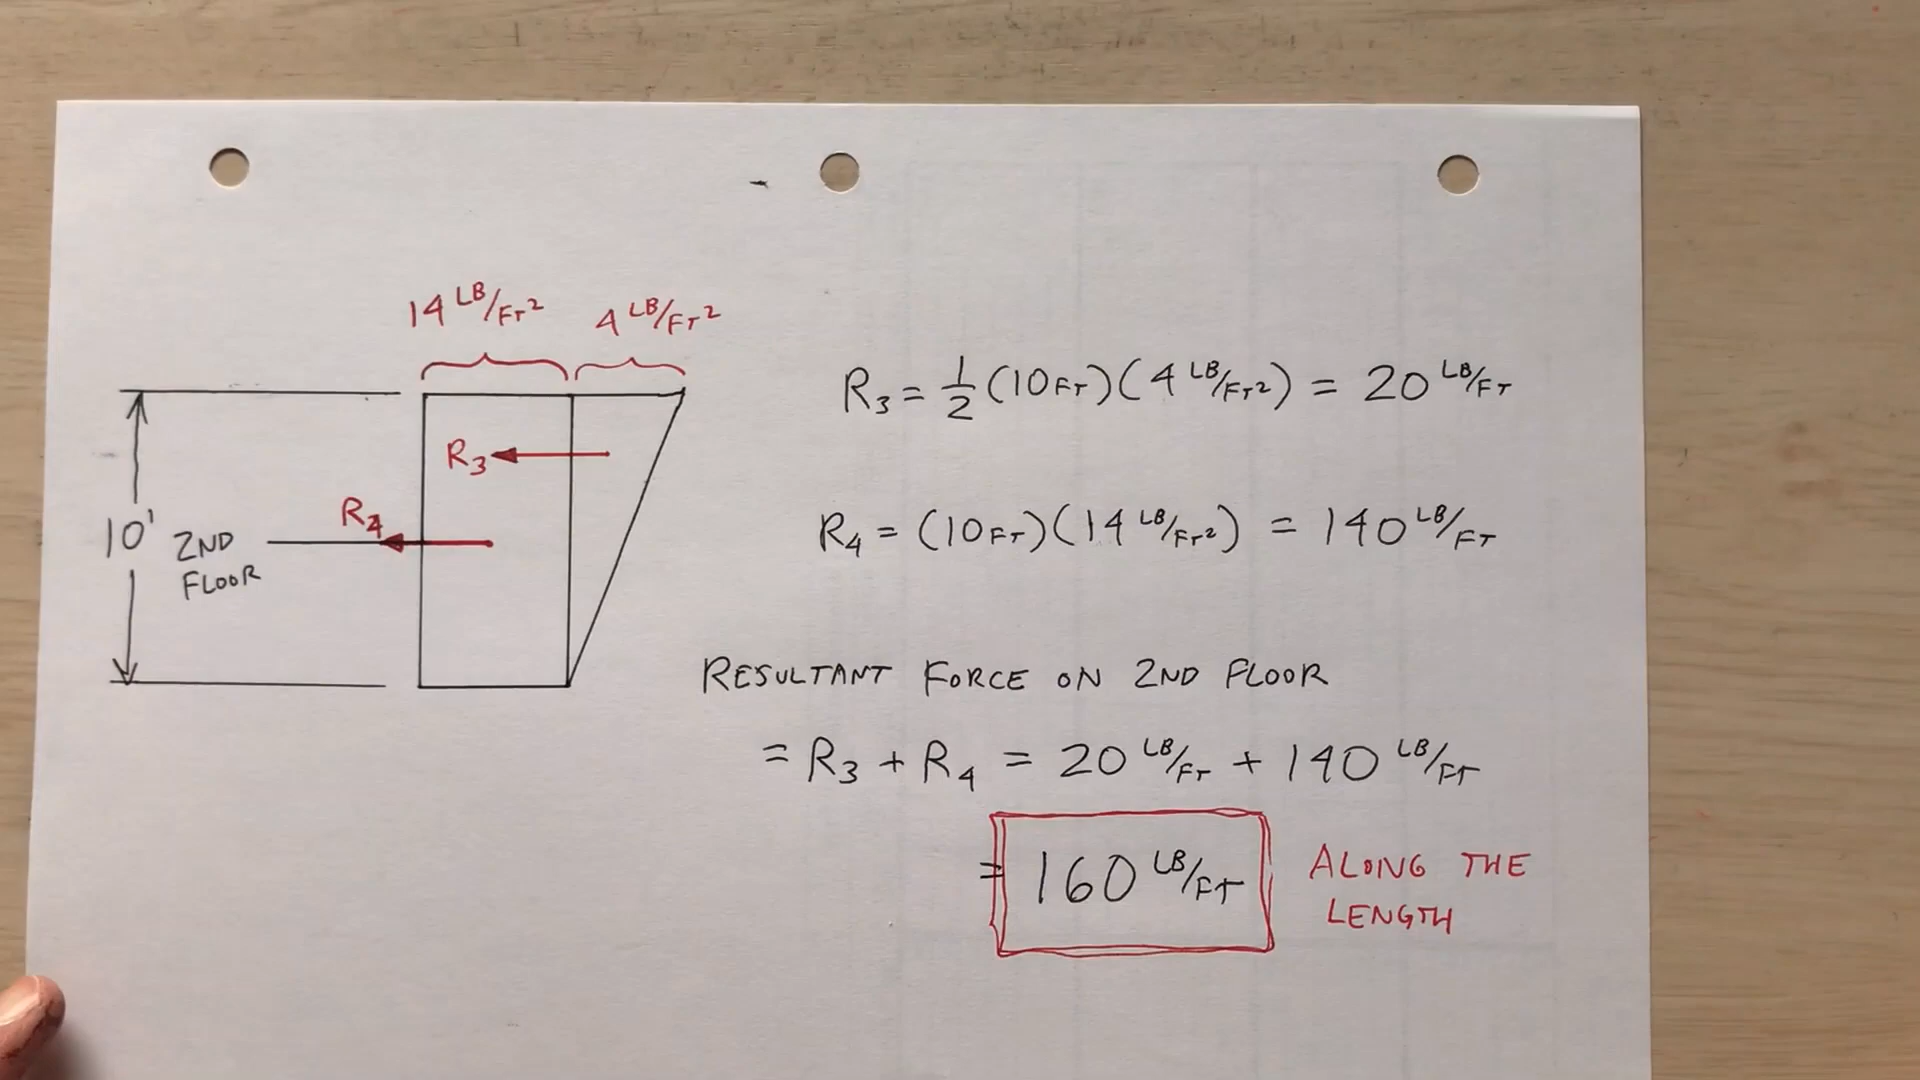 14 LB/FT²
4 LB/FT²
R₃
R₄
10'
2ND
FLOOR
R₃ = 1/2 (10FT)(4 LB/FT²) = 20 LB/FT
R₄ = (10FT)(14 LB/FT²) = 140 LB/FT
RESULTANT FORCE ON 2ND FLOOR
= R₃ + R₄ = 20 LB/FT + 140 LB/FT
= 160 LB/FT
ALONG THE
LENGTH